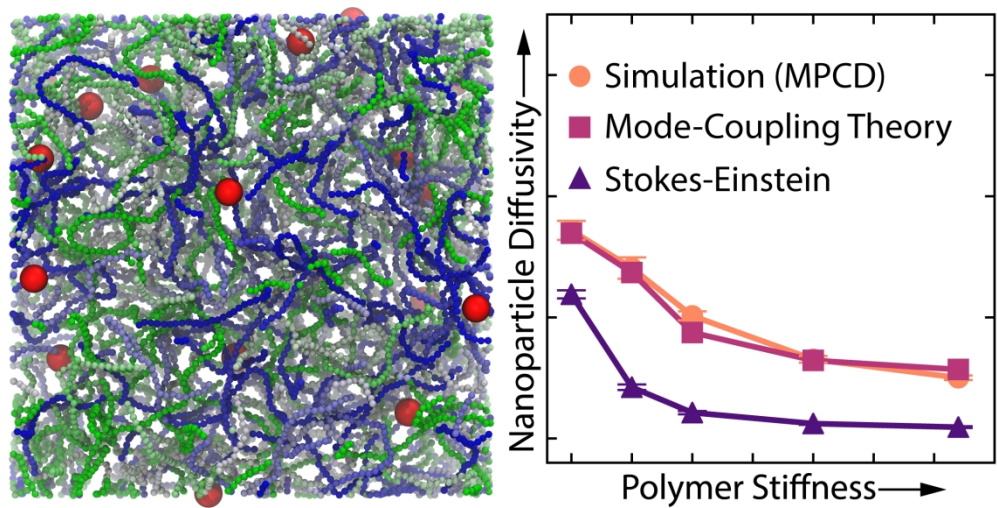 Nanoparticle Diffusivity
Simulation (MPCD)
Mode-Coupling Theory
Stokes-Einstein
Polymer Stiffness